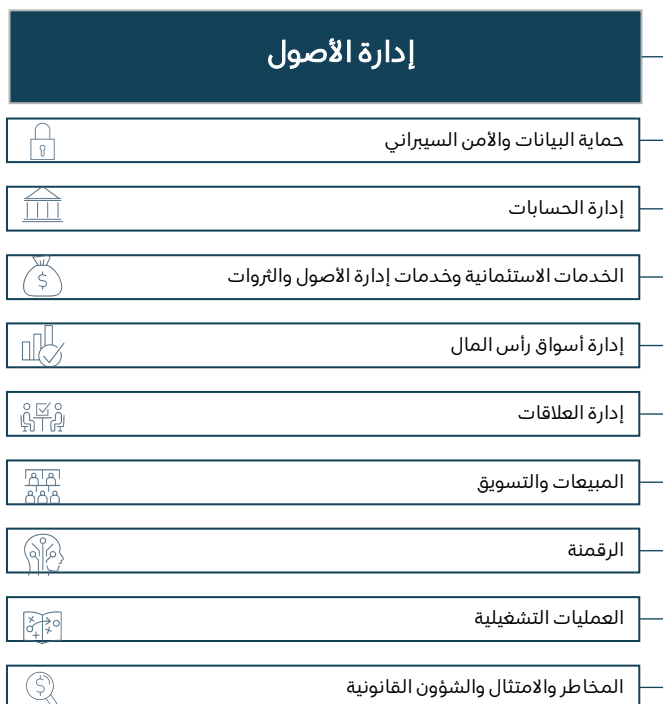 إدارة الأصول
حماية البيانات والأمن السيبراني
إدارة الحسابات
الخدمات الاستئمانية وخدمات إدارة الأصول والثروات
إدارة أسواق رأس المال
إدارة العلاقات
المبيعات والتسويق
الرقمنة
العمليات التشغيلية
المخاطر والامتثال والشؤون القانونية